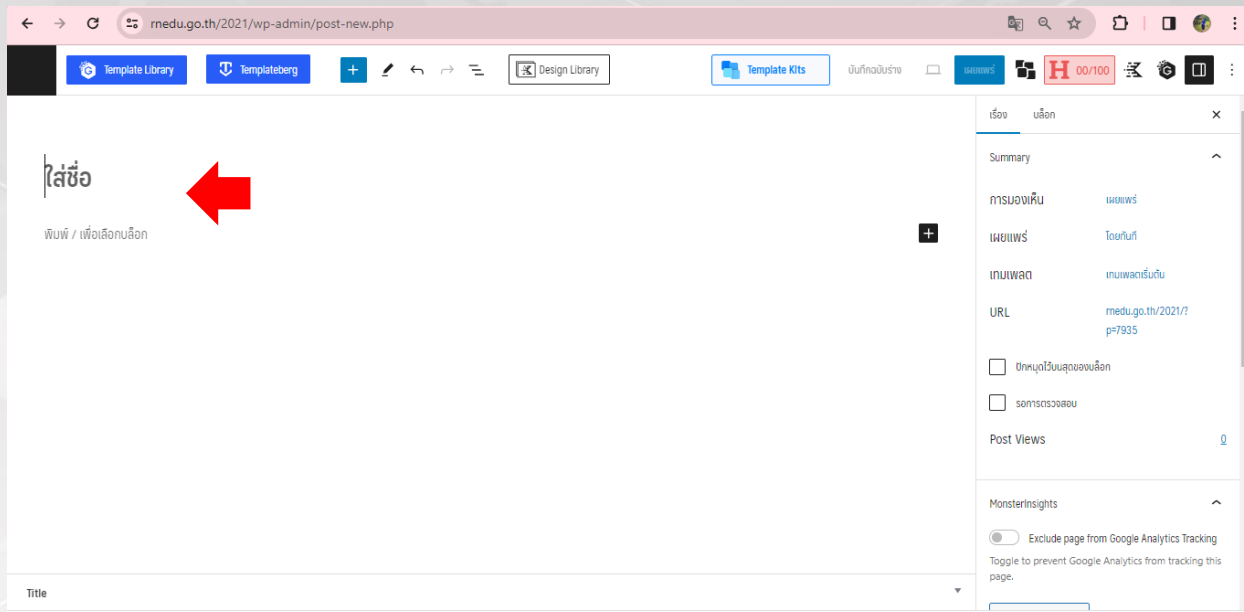 rnedu.go.th/2021/wp-admin/post-new.php
Template Library
Templateberg
Design Library
Template Kits
บันทึกฉบับร่าง
เผยแพร่
H 00/100
เรื่อง
บล็อก
ใส่ชื่อ
พิมพ์ / เพื่อเลือกบล็อก
Summary
การมองเห็น เผยแพร่
เผยแพร่ โดยทันที
เทมเพลต เทมเพลตเริ่มต้น
URL rnedu.go.th/2021/?
p=7935
ปักหมุดไว้บนสุดของบล็อก
รอการตรวจสอบ
Post Views 0
MonsterInsights
Exclude page from Google Analytics Tracking
Toggle to prevent Google Analytics from tracking this
page.
Title